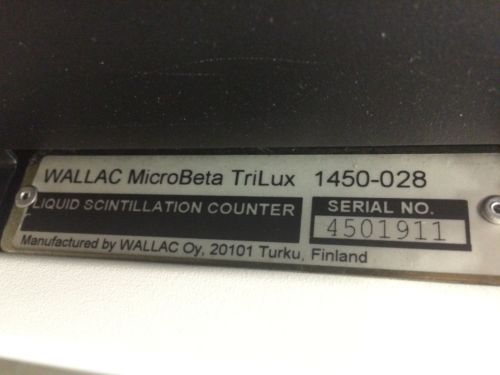 WALLAC MicroBeta TriLux 1450-028
LIQUID SCINTILLATION COUNTER
SERIAL NO.
4501911
Manufactured by WALLAC Oy, 20101 Turku, Finland